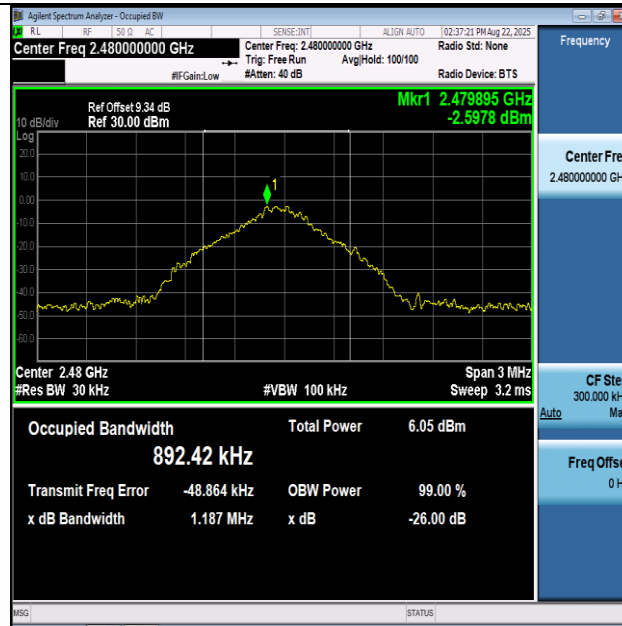 Agilent Spectrum Analyzer - Occupied BW
RL RF 50 Ω AC SENSE:INT ALIGN AUTO 02:37:21 PM Aug 22, 2025
Center Freq 2.480000000 GHz
Center Freq: 2.480000000 GHz
Radio Std: None
Trig: Free Run Avg|Hold: 100/100
#IFGain:Low
#Atten: 40 dB
Radio Device: BTS
Mkr1 2.479895 GHz
-2.5978 dBm
Ref Offset 9.34 dB
10 dB/div Ref 30.00 dBm
Log
20.0
10.0
0.00
-10.0
-20.0
-30.0
-40.0
-50.0
-60.0
1
Center 2.48 GHz Span 3 MHz
#Res BW 30 kHz #VBW 100 kHz Sweep 3.2 ms
Occupied Bandwidth Total Power 6.05 dBm
892.42 kHz
Transmit Freq Error -48.864 kHz OBW Power 99.00 %
x dB Bandwidth 1.187 MHz x dB -26.00 dB
MSG STATUS
Frequency
Center Fre
2.480000000 GH
CF Ste
300.000 kH
Auto Ma
Freq Offse
0 H